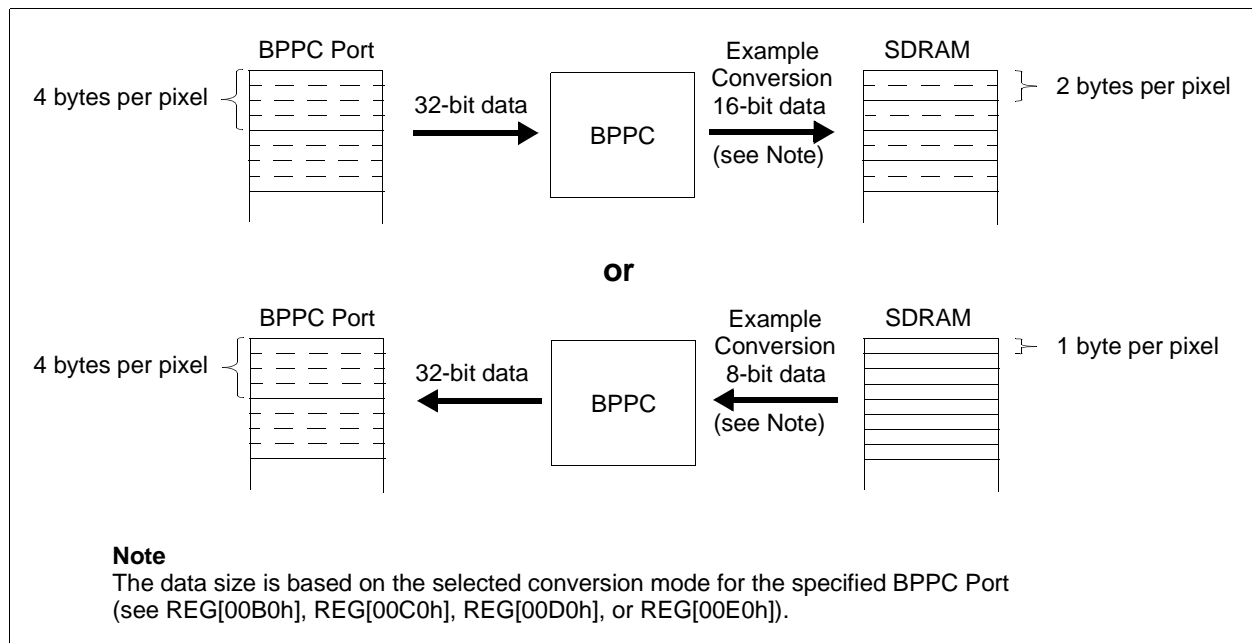 BPPC Port
4 bytes per pixel
32-bit data
BPPC
Example
Conversion
16-bit data
(see Note)
SDRAM
2 bytes per pixel
or
BPPC Port
4 bytes per pixel
32-bit data
BPPC
Example
Conversion
8-bit data
(see Note)
SDRAM
1 byte per pixel
Note
The data size is based on the selected conversion mode for the specified BPPC Port
(see REG[00B0h], REG[00C0h], REG[00D0h], or REG[00E0h]).